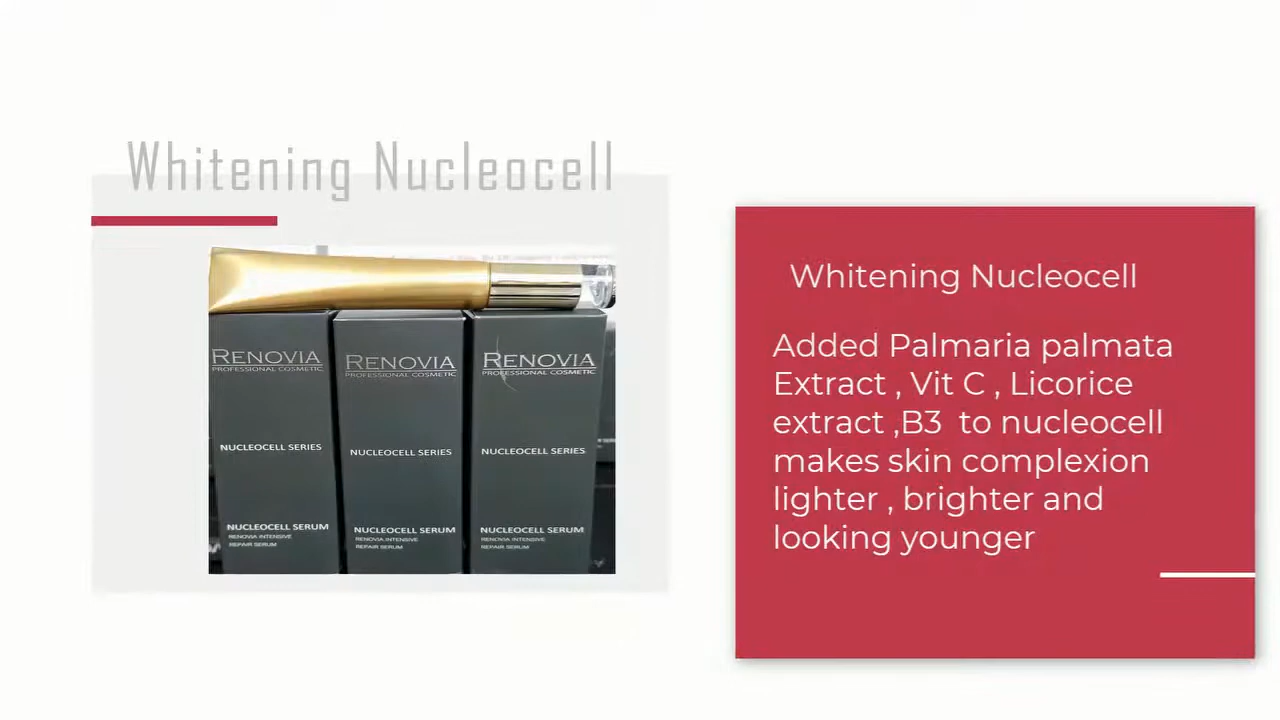 Whitening Nucleocell
RENOVIA
PROFESSIONAL COSMETIC
NUCLEOCELL SERIES
NUCLEOCELL SERUM
RENOVIA INTENSIVE
REPAIR SERUM
RENOVIA
PROFESSIONAL COSMETIC
NUCLEOCELL SERIES
NUCLEOCELL SERUM
RENOVIA INTENSIVE
REPAIR SERUM
RENOVIA
PROFESSIONAL COSMETIC
NUCLEOCELL SERIES
NUCLEOCELL SERUM
RENOVIA INTENSIVE
REPAIR SERUM
Whitening Nucleocell
Added Palmaria palmata
Extract , Vit C , Licorice
extract ,B3 to nucleocell
makes skin complexion
lighter , brighter and
looking younger